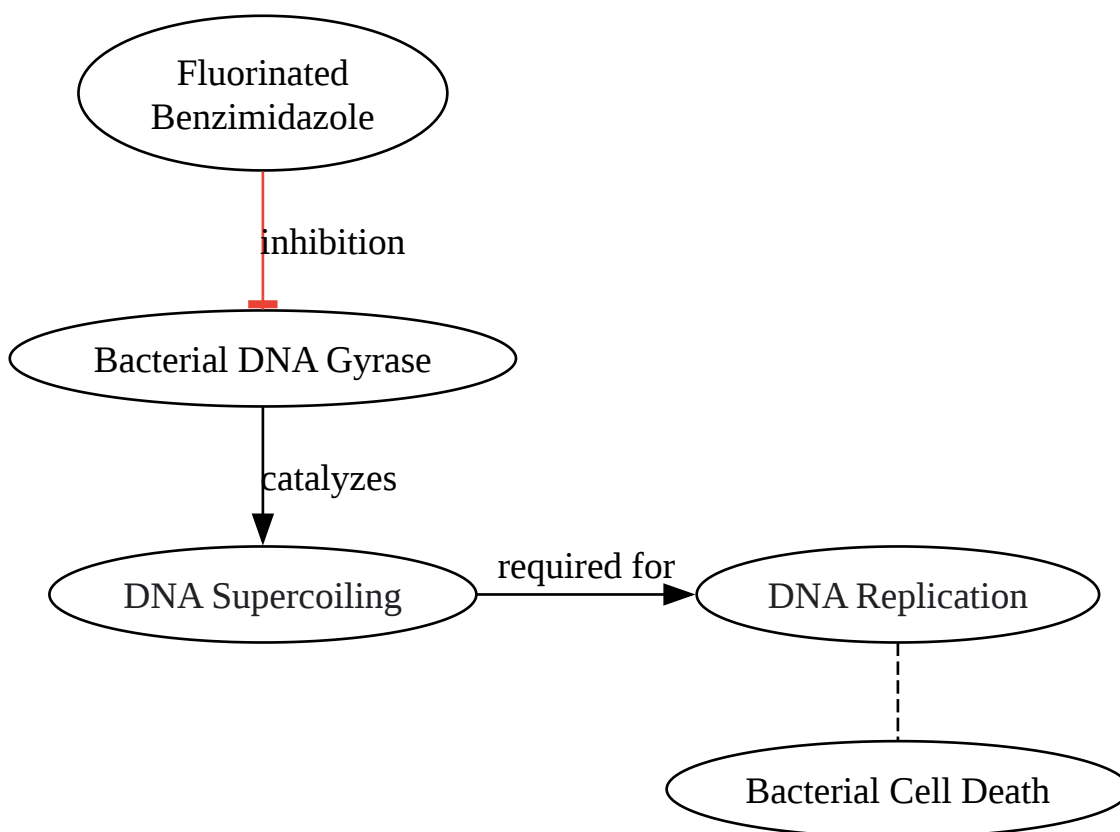 Fluorinated
Benzimidazole
inhibition
Bacterial DNA Gyrase
catalyzes
DNA Supercoiling
required for
DNA Replication
Bacterial Cell Death